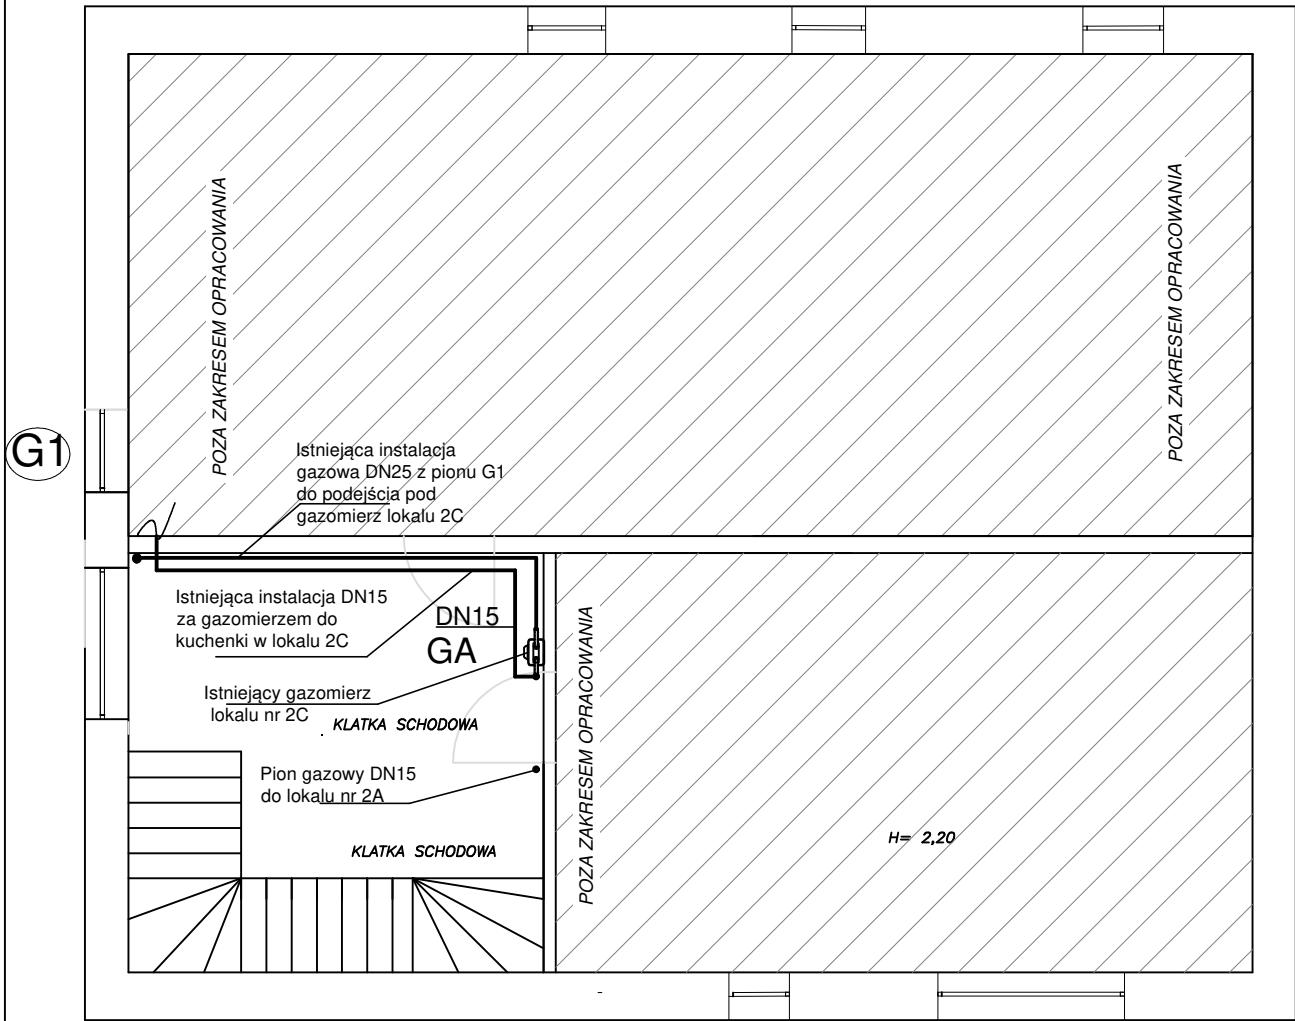 POZA ZAKRESEM OPRACOWANIA
POZA ZAKRESEM OPRACOWANIA
G1
Istniejąca instalacja
gazowa DN25 z pionu G1
do podejścia pod
gazomierz lokalu 2C
Istniejąca instalacja DN15
za gazomierzem do
kuchenki w lokalu 2C
DN15
GA
Istniejący gazomierz
lokalu nr 2C
KLATKA SCHODOWA
Pion gazowy DN15
do lokalu nr 2A
KLATKA SCHODOWA
POZA ZAKRESEM OPRACOWANIA
H= 2,20